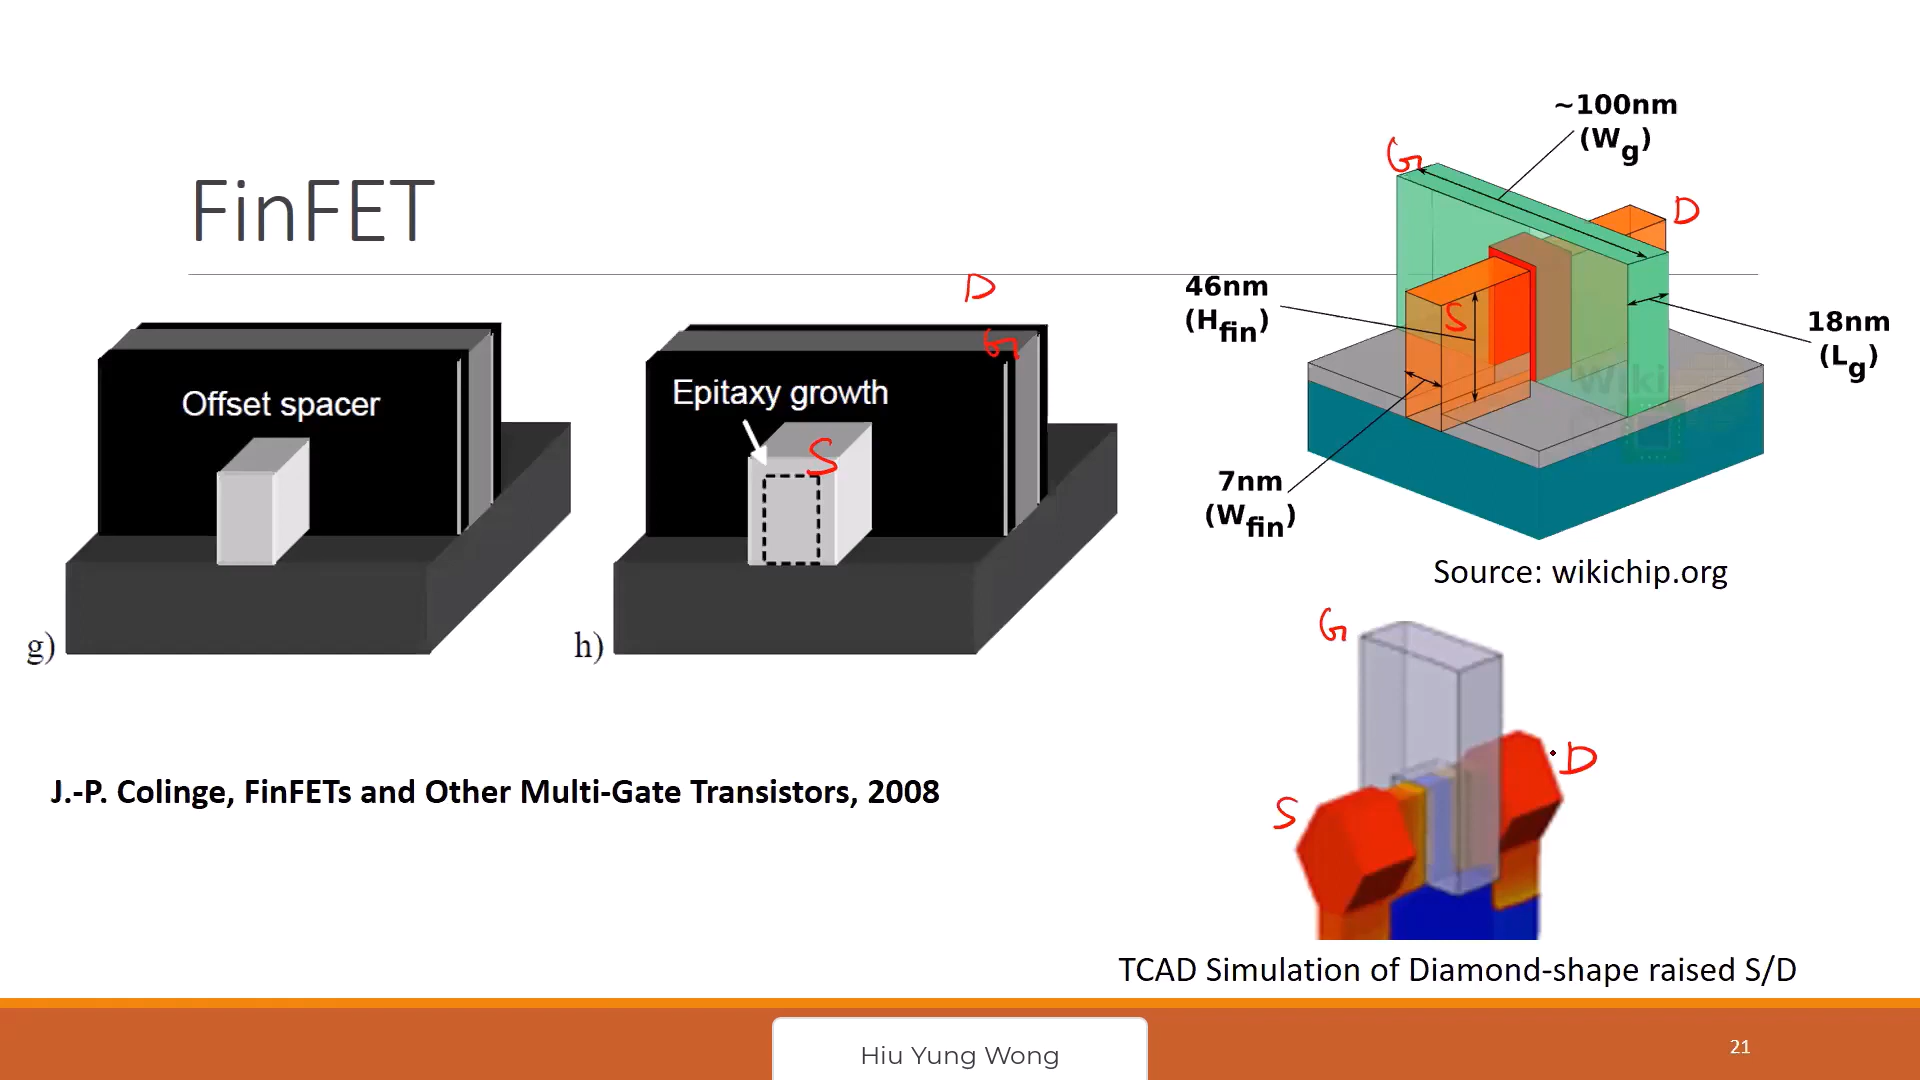 FinFET
Offset spacer
g)
D
G
Epitaxy growth
S
h)
J.-P. Colinge, FinFETs and Other Multi-Gate Transistors, 2008
~100nm
(Wg)
G
D
46nm
(Hfin)
S
18nm
(Lg)
Wiki
7nm
(Wfin)
Source: wikichip.org
G
D
S
TCAD Simulation of Diamond-shape raised S/D
Hiu Yung Wong
21